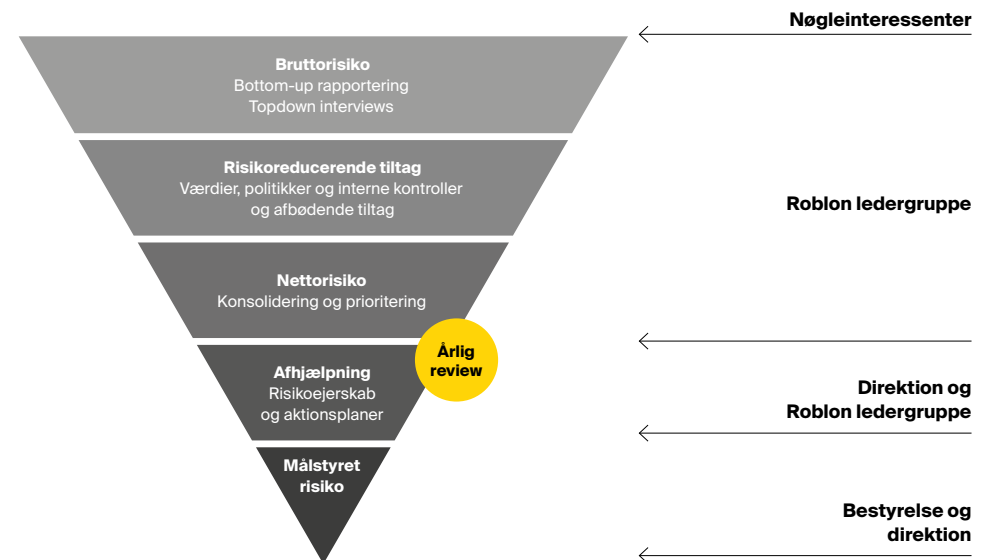 Nøgleinteressenter
Bruttorisiko
Bottom-up rapportering
Topdown interviews
Risikoreducerende tiltag
Værdier, politikker og interne kontroller
og afbødende tiltag
Roblon ledergruppe
Nettorisiko
Konsolidering og prioritering
Årlig
review
Afhjælpning
Risikoejerskab
og aktionsplaner
Direktion og
Roblon ledergruppe
Målstyret
risiko
Bestyrelse og
direktion